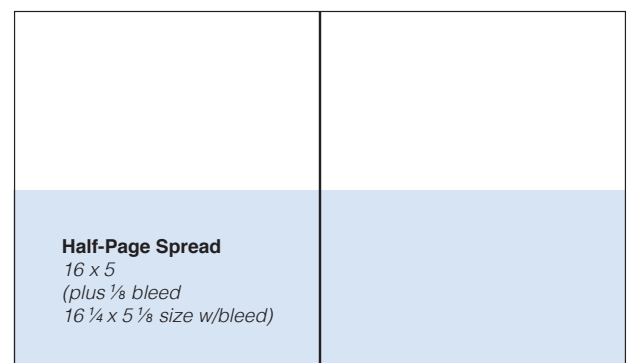 Half-Page Spread
16 x 5
(plus ⅛ bleed
16 ¼ x 5 ⅛ size w/bleed)